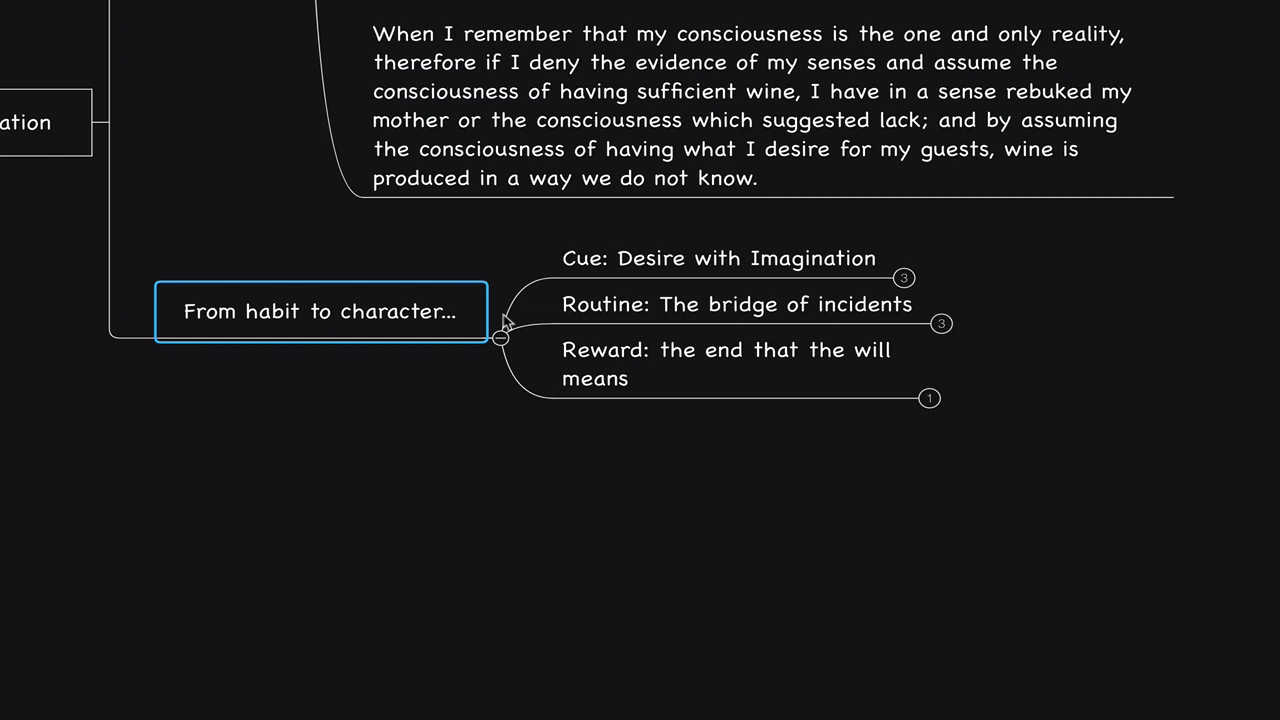 When I remember that my consciousness is the one and only reality,
therefore if I deny the evidence of my senses and assume the
consciousness of having sufficient wine, I have in a sense rebuked my
mother or the consciousness which suggested lack; and by assuming
the consciousness of having what I desire for my guests, wine is
produced in a way we do not know.
ation
Cue: Desire with Imagination
3
From habit to character...
Routine: The bridge of incidents
3
Reward: the end that the will
means
1